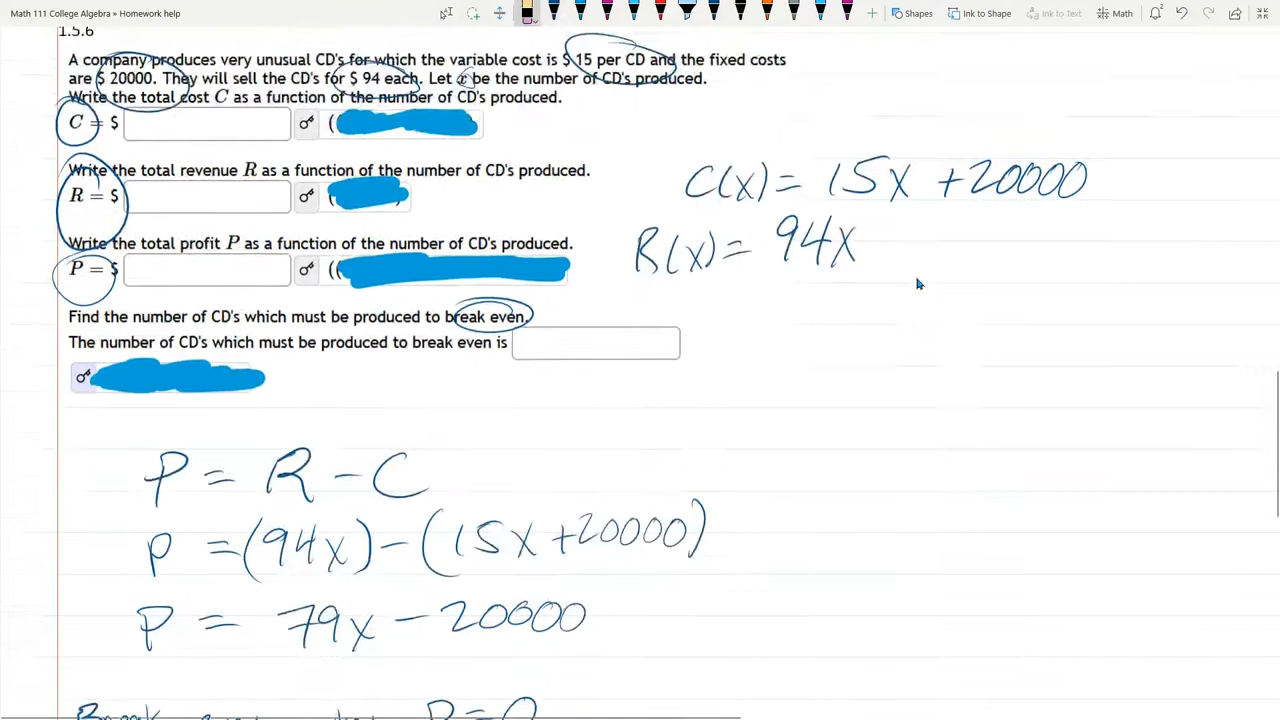 Math 111 College Algebra » Homework help
Shapes Ink to Shape Ink to Text Math
1.5.6
A company produces very unusual CD's for which the variable cost is $ 15 per CD and the fixed costs
are $ 20000. They will sell the CD's for $ 94 each. Let x be the number of CD's produced.
Write the total cost C as a function of the number of CD's produced.
C = $ (
Write the total revenue R as a function of the number of CD's produced.
R = $ (
Write the total profit P as a function of the number of CD's produced.
P = $ ((
Find the number of CD's which must be produced to break even.
The number of CD's which must be produced to break even is
C(x) = 15x + 20000
R(x) = 94x
P = R - C
P = (94x) - (15x + 20000)
P = 79x - 20000
Break P = 0